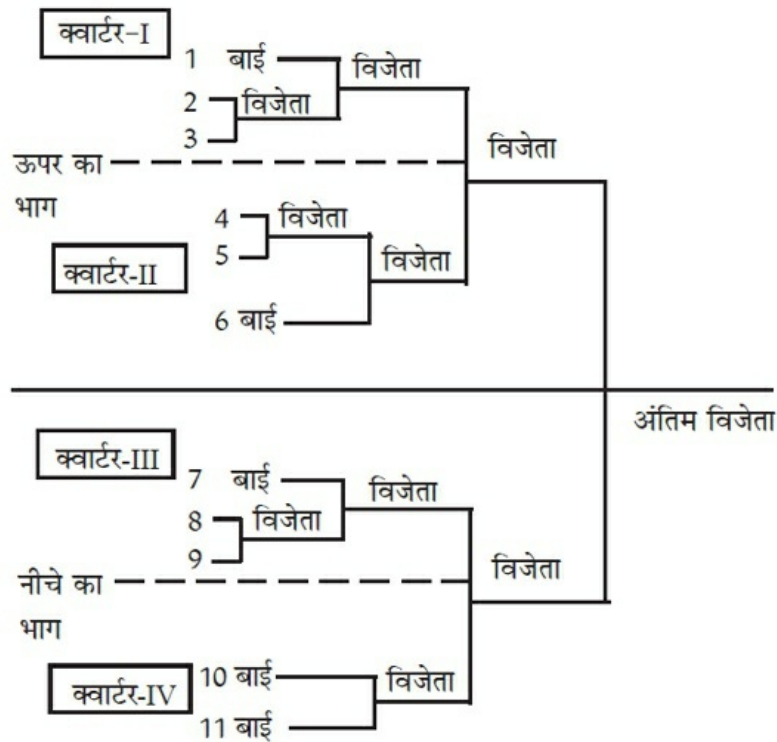 क्वार्टर-I
1 बाई
विजेता
2
विजेता
3
ऊपर का
भाग
विजेता
4
विजेता
5
विजेता
क्वार्टर-II
6 बाई
अंतिम विजेता
क्वार्टर-III
7 बाई
विजेता
8
विजेता
9
नीचे का
भाग
विजेता
क्वार्टर-IV
10 बाई
विजेता
11 बाई